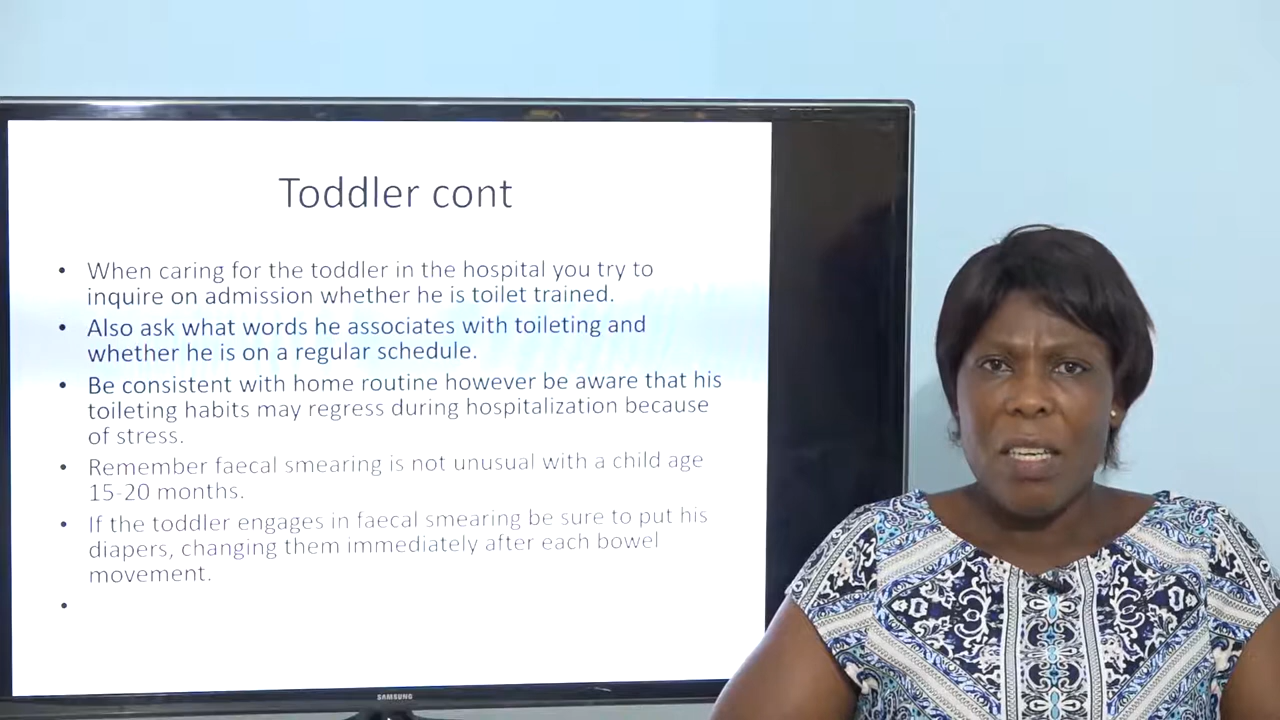 Toddler cont
• When caring for the toddler in the hospital you try to
inquire on admission whether he is toilet trained.
• Also ask what words he associates with toileting and
whether he is on a regular schedule.
• Be consistent with home routine however be aware that his
toileting habits may regress during hospitalization because
of stress.
• Remember faecal smearing is not unusual with a child age
15-20 months.
• If the toddler engages in faecal smearing be sure to put his
diapers, changing them immediately after each bowel
movement.
•
SAMSUNG